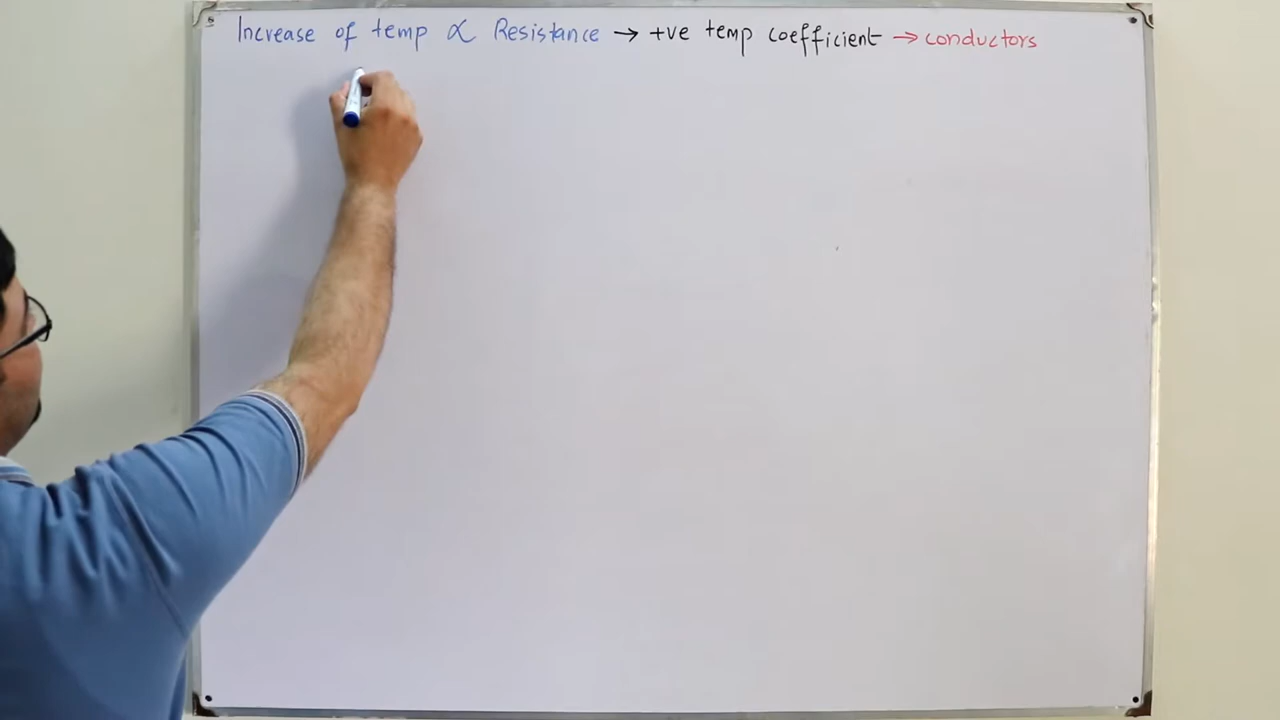 Increase of temp ∝ Resistance → +ve temp coefficient → conductors